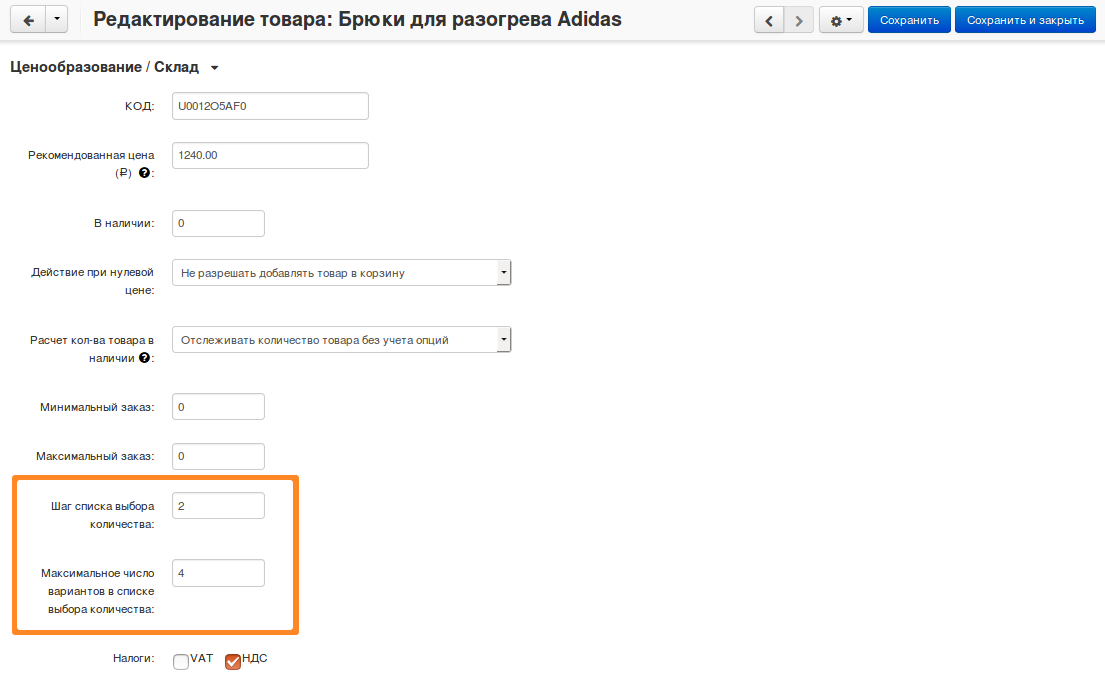 Редактирование товара: Брюки для разогрева Adidas
Сохранить
Сохранить и закрыть
Ценообразование / Склад
КОД:
U0012O5AF0
Рекомендованная цена
(₽) ?:
1240.00
В наличии:
0
Действие при нулевой
цене:
Не разрешать добавлять товар в корзину
Расчет кол-ва товара в
наличии ?:
Отслеживать количество товара без учета опций
Минимальный заказ:
0
Максимальный заказ:
0
Шаг списка выбора
количества:
2
Максимальное число
вариантов в списке
выбора количества:
4
Налоги:
VAT
НДС